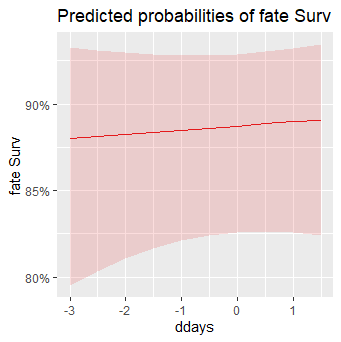 Predicted probabilities of fate Surv
90%
85%
80%
fate Surv
-3 -2 -1 0 1
ddays